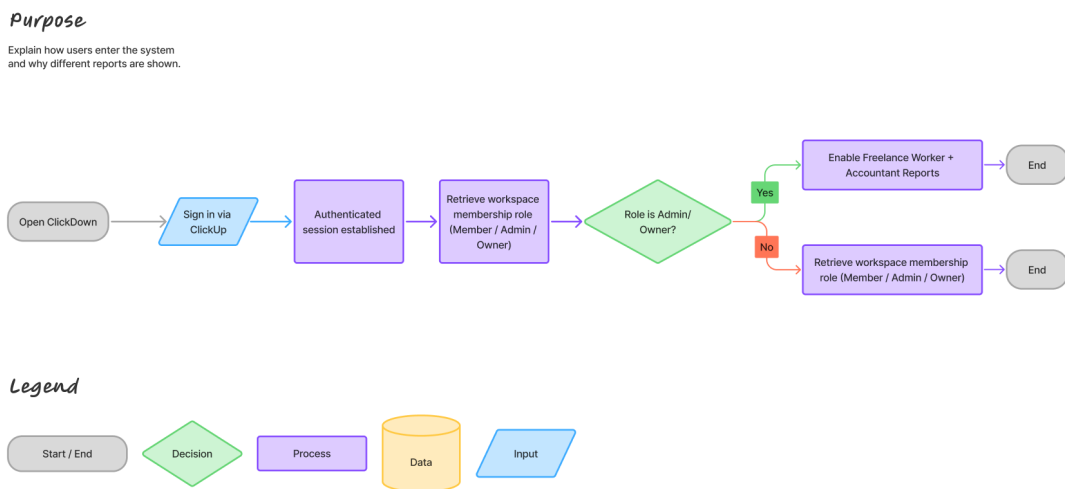 Purpose
Explain how users enter the system
and why different reports are shown.
Open ClickDown
Sign in via
ClickUp
Authenticated
session established
Retrieve workspace
membership role
(Member / Admin /
Owner)
Role is Admin/
Owner?
Yes
Enable Freelance Worker +
Accountant Reports
End
No
Retrieve workspace membership
role (Member / Admin / Owner)
End
Legend
Start / End
Decision
Process
Data
Input